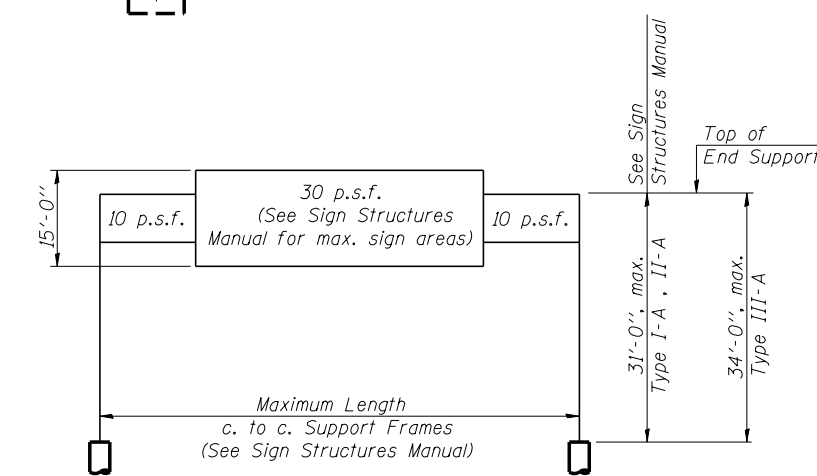 See Sign
Structures Manual
Top of
End Support
15'-0"
10 p.s.f.
30 p.s.f.
(See Sign Structures
Manual for max. sign areas)
10 p.s.f.
31'-0", max.
Type I-A , II-A
34'-0", max.
Type III-A
Maximum Length
c. to c. Support Frames
(See Sign Structures Manual)